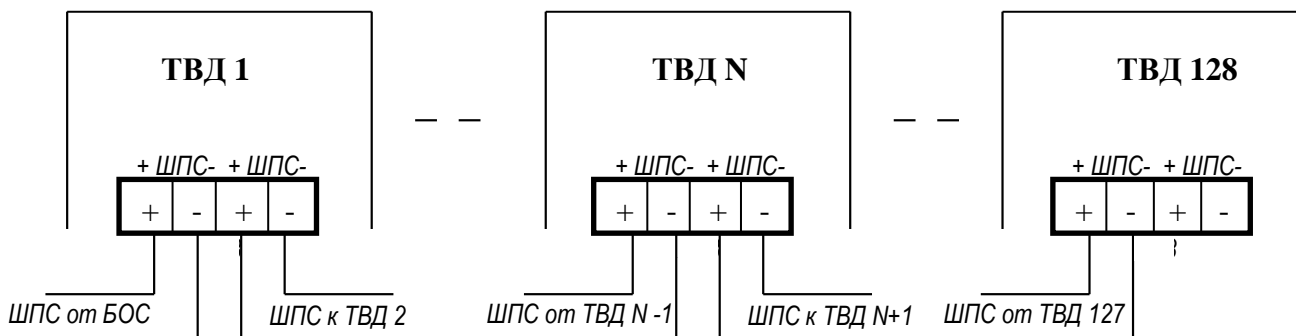 ТВД 1 ТВД N ТВД 128
+ ШПС- + ШПС- + ШПС- + ШПС- + ШПС- + ШПС-
+ - + - + - + - + - + -
ШПС от БОС ШПС к ТВД 2 ШПС от ТВД N -1 ШПС к ТВД N+1 ШПС от ТВД 127